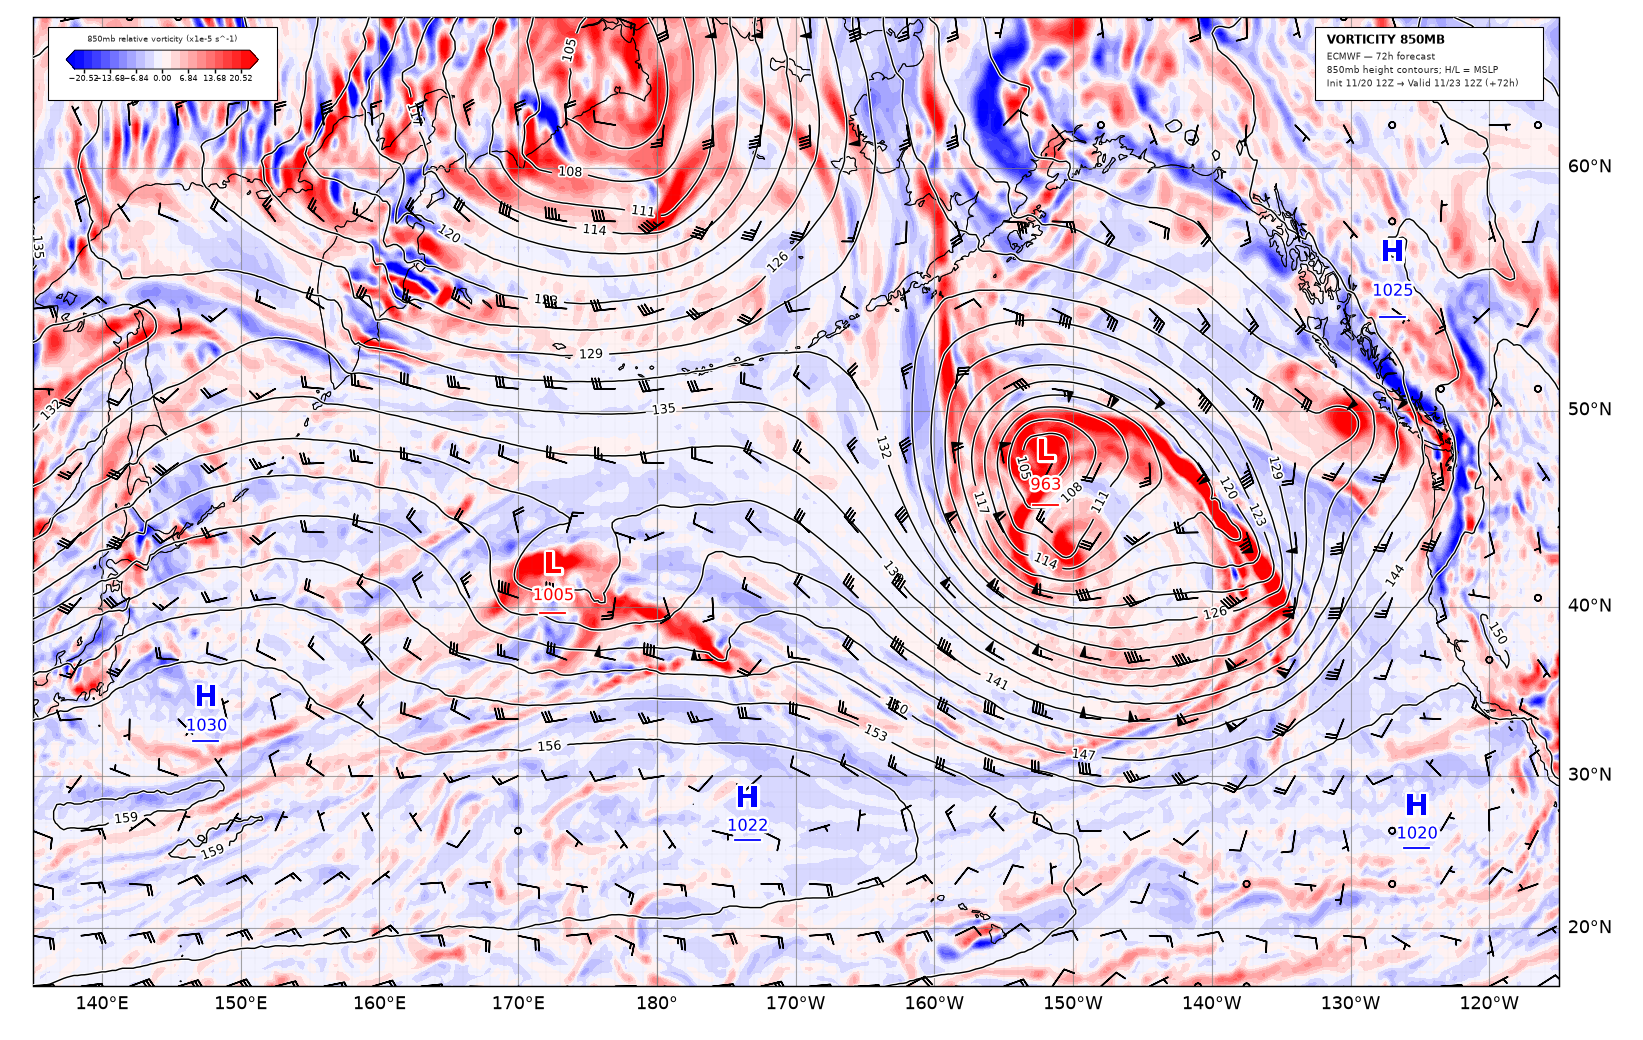 850mb relative vorticity (x1e-5 s^-1)
−20.52 −13.68 −6.84 0.00 6.84 13.68 20.52
VORTICITY 850MB
ECMWF — 72h forecast
850mb height contours; H/L = MSLP
Init 11/20 12Z → Valid 11/23 12Z (+72h)
105
108
111
114
120
126
129
135
132
135
60°N
H
1025
50°N
132
129
L
963
105
108
111
117
120
123
114
126
144
L
1005
40°N
150
141
H
1030
153
156
147
30°N
H
1022
H
1020
159
159
20°N
140°E 150°E 160°E 170°E 180° 170°W 160°W 150°W 140°W 130°W 120°W